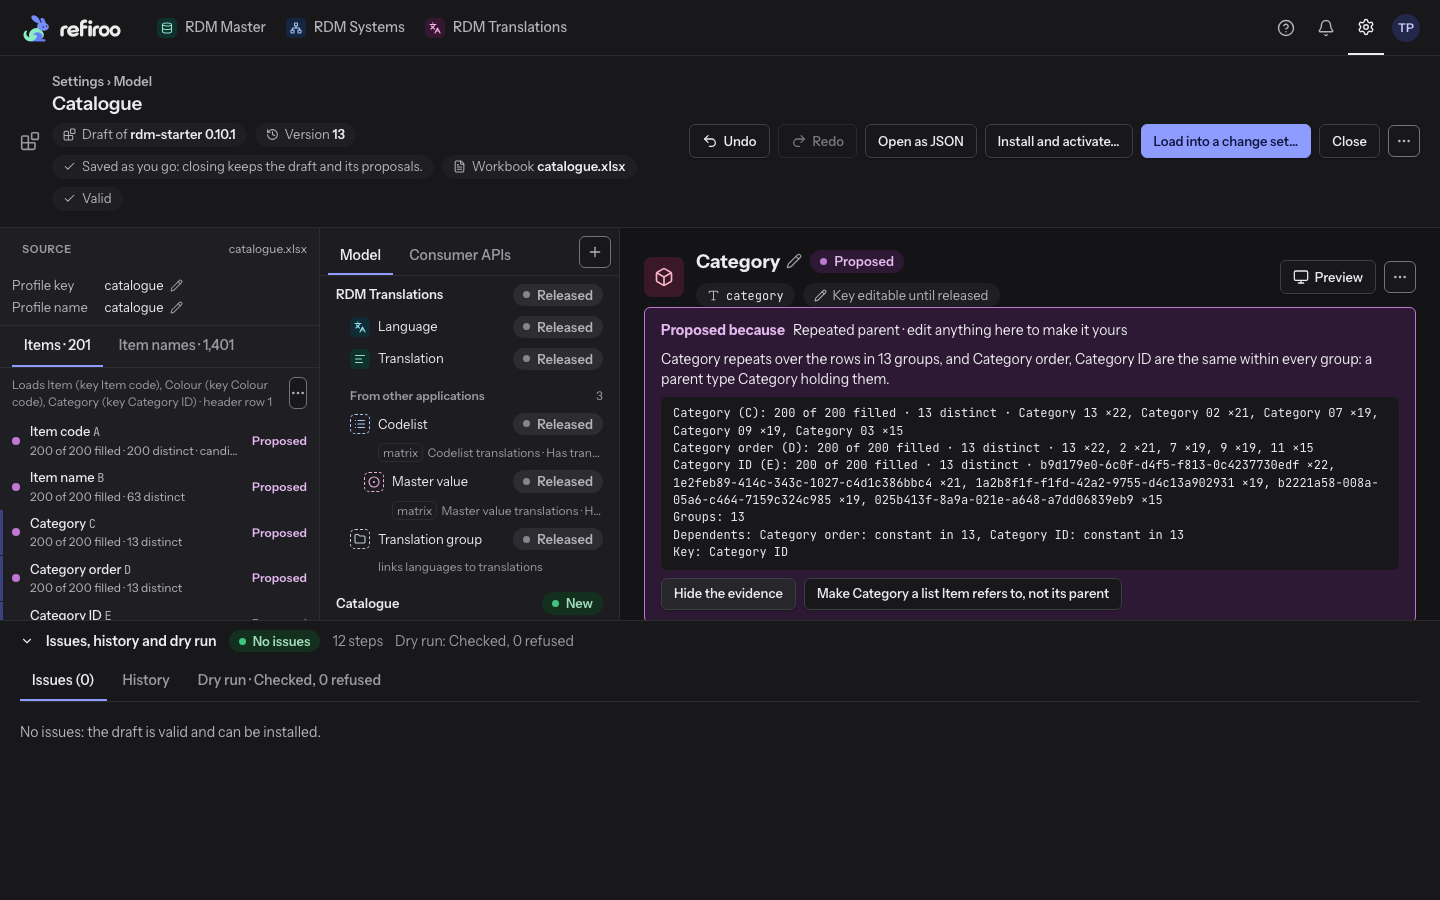 refiroo
RDM Master
RDM Systems
RDM Translations
TP
Settings › Model
Catalogue
Draft of rdm-starter 0.10.1
Version 13
Saved as you go: closing keeps the draft and its proposals.
Workbook catalogue.xlsx
Valid
Undo
Redo
Open as JSON
Install and activate...
Load into a change set...
Close
SOURCE
catalogue.xlsx
Profile key catalogue
Profile name catalogue
Items · 201
Item names · 1,401
Loads Item (key Item code), Colour (key Colour
code), Category (key Category ID) · header row 1
Item code A
200 of 200 filled · 200 distinct · candi...
Proposed
Item name B
200 of 200 filled · 63 distinct
Proposed
Category C
200 of 200 filled · 13 distinct
Proposed
Category order D
200 of 200 filled · 13 distinct
Proposed
Category ID E
Model
Consumer APIs
RDM Translations
Released
Language
Released
Translation
Released
From other applications
3
Codelist
Released
matrix Codelist translations · Has tran...
Master value
Released
matrix Master value translations · H...
Translation group
Released
links languages to translations
Catalogue
New
Category
Proposed
category
Key editable until released
Preview
Proposed because Repeated parent · edit anything here to make it yours
Category repeats over the rows in 13 groups, and Category order, Category ID are the same within every group: a
parent type Category holding them.
Category (C): 200 of 200 filled · 13 distinct · Category 13 ×22, Category 02 ×21, Category 07 ×19,
Category 09 ×19, Category 03 ×15
Category order (D): 200 of 200 filled · 13 distinct · 13 ×22, 2 ×21, 7 ×19, 9 ×19, 11 ×15
Category ID (E): 200 of 200 filled · 13 distinct · b9d179e0-6c0f-d4f5-f813-0c4237730edf ×22,
1e2feb89-414c-343c-1027-c4d1c386bbc4 ×21, 1a2b8f1f-f1fd-42a2-9755-d4c13a902931 ×19, b2221a58-008a-
05a6-c464-7159c324c985 ×19, 025b413f-8a9a-021e-a648-a7dd06839eb9 ×15
Groups: 13
Dependents: Category order: constant in 13, Category ID: constant in 13
Key: Category ID
Hide the evidence
Make Category a list Item refers to, not its parent
Issues, history and dry run
No issues
12 steps
Dry run: Checked, 0 refused
Issues (0)
History
Dry run · Checked, 0 refused
No issues: the draft is valid and can be installed.